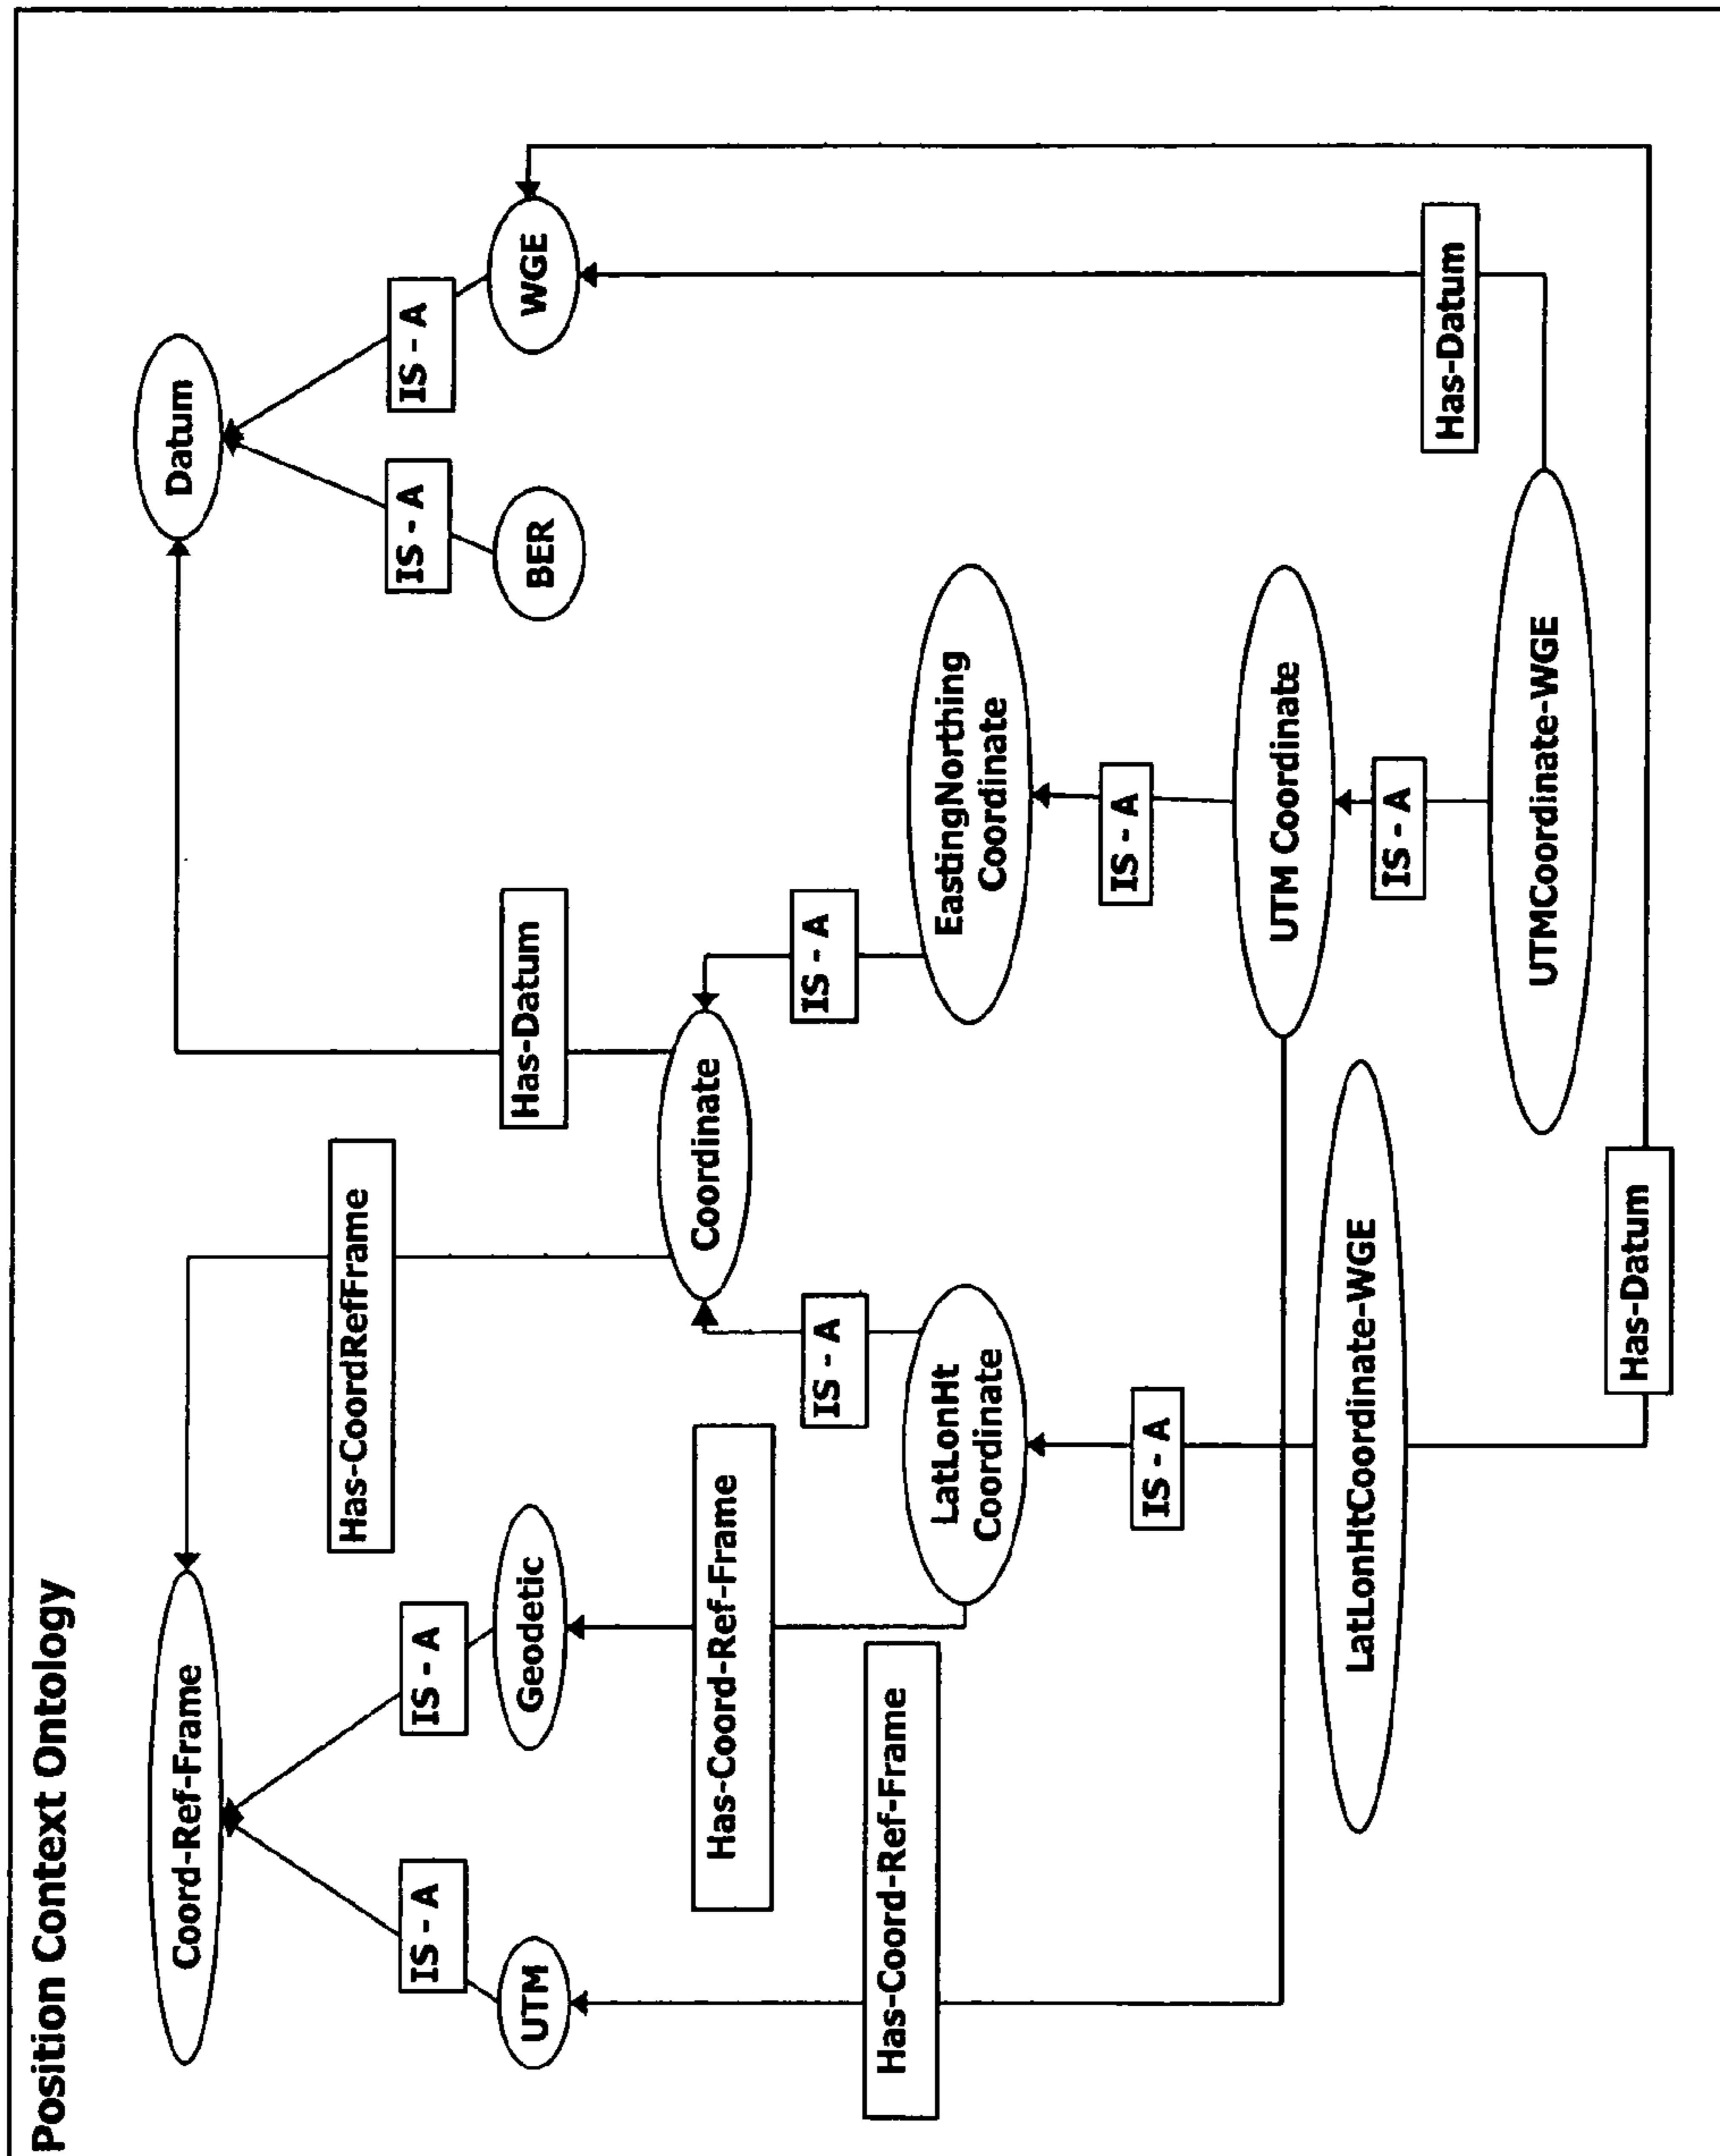 Position Context Ontology
Coord-Ref-Frame
Datum
Has-CoordRefFrame
IS - A
IS - A
IS - A
IS - A
UTM
Geodetic
Has-Datum
BER
WGE
Has-Coord-Ref-Frame
Coordinate
IS - A
IS - A
Has-Coord-Ref-Frame
LatLonHt
Coordinate
EastingNorthing
Coordinate
IS - A
IS - A
UTM Coordinate
LatLonHtCoordinate-WGE
IS - A
Has-Datum
UTMCoordinate-WGE
Has-Datum